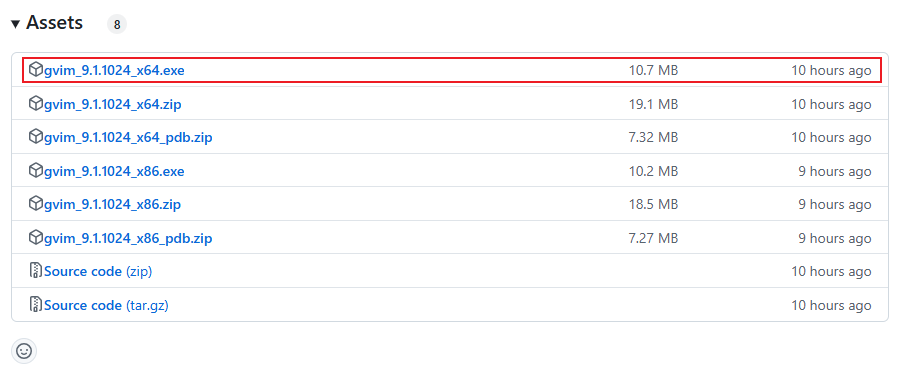 Assets 8
gvim_9.1.1024_x64.exe 10.7 MB 10 hours ago
gvim_9.1.1024_x64.zip 19.1 MB 10 hours ago
gvim_9.1.1024_x64_pdb.zip 7.32 MB 10 hours ago
gvim_9.1.1024_x86.exe 10.2 MB 9 hours ago
gvim_9.1.1024_x86.zip 18.5 MB 9 hours ago
gvim_9.1.1024_x86_pdb.zip 7.27 MB 9 hours ago
Source code (zip) 10 hours ago
Source code (tar.gz) 10 hours ago